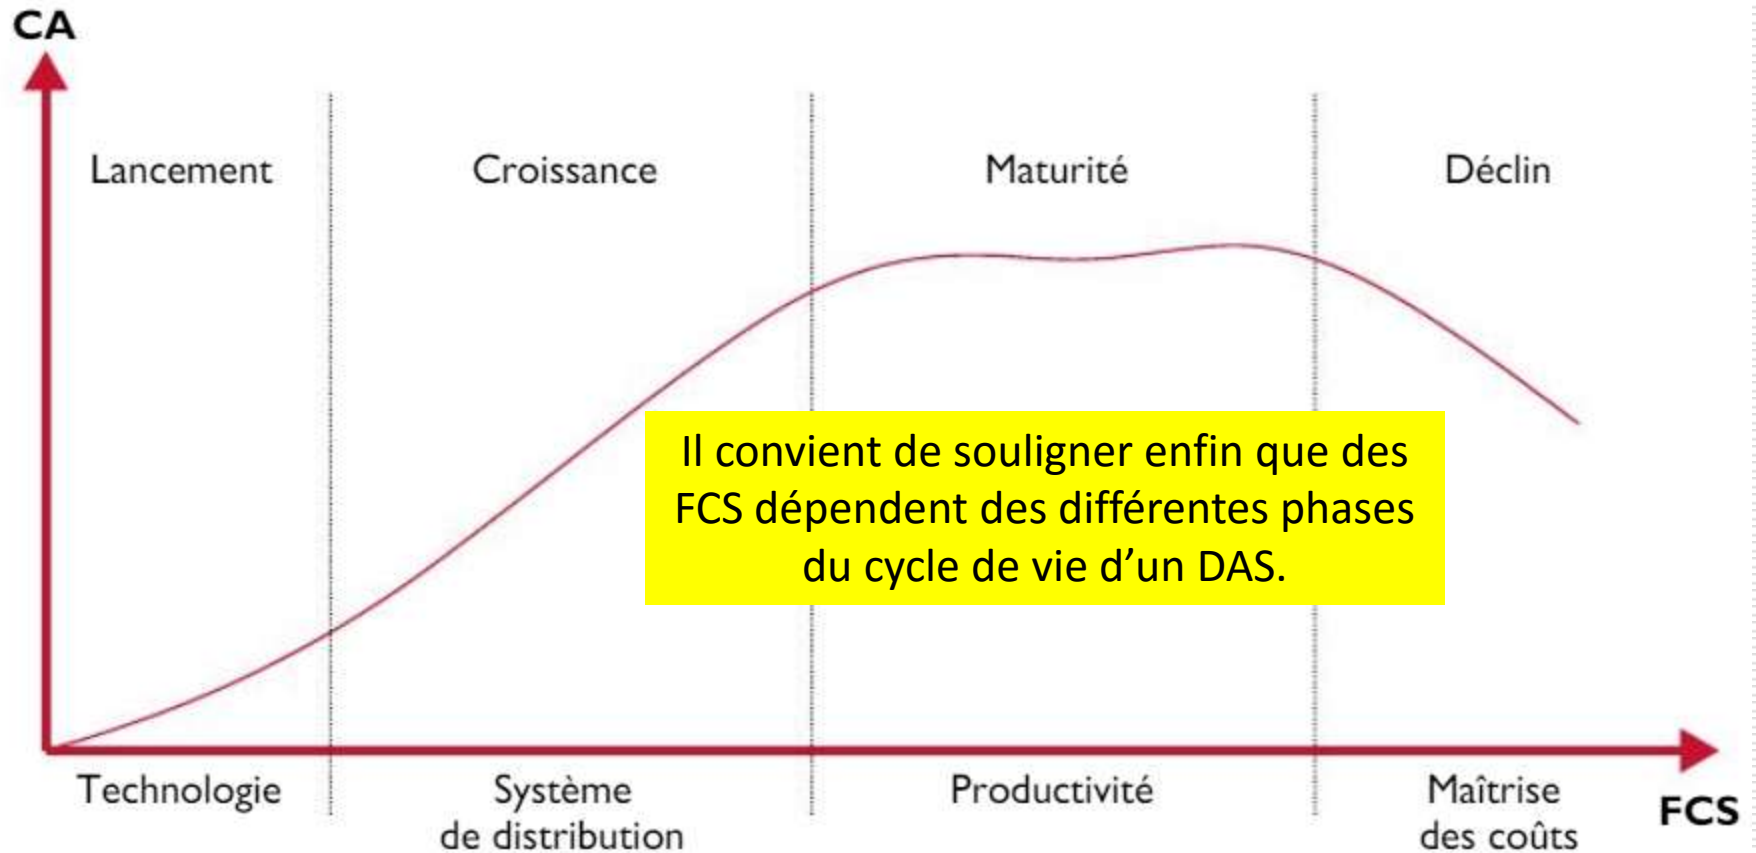 CA
Lancement
Croissance
Maturité
Déclin
Il convient de souligner enfin que des
FCS dépendent des différentes phases
du cycle de vie d’un DAS.
Technologie
Système
de distribution
Productivité
Maîtrise
des coûts
FCS